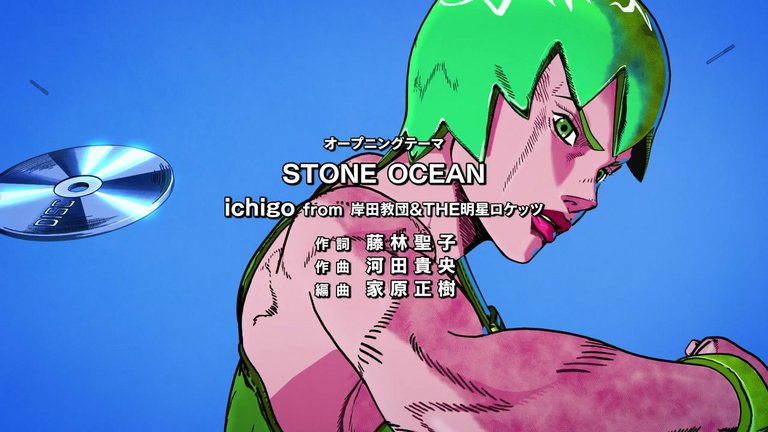 オープニングテーマ
STONE OCEAN
ichigo from 岸田教団&THE明星ロケッツ
作詞 藤林聖子
作曲 河田貴央
編曲 家原正樹
DISC